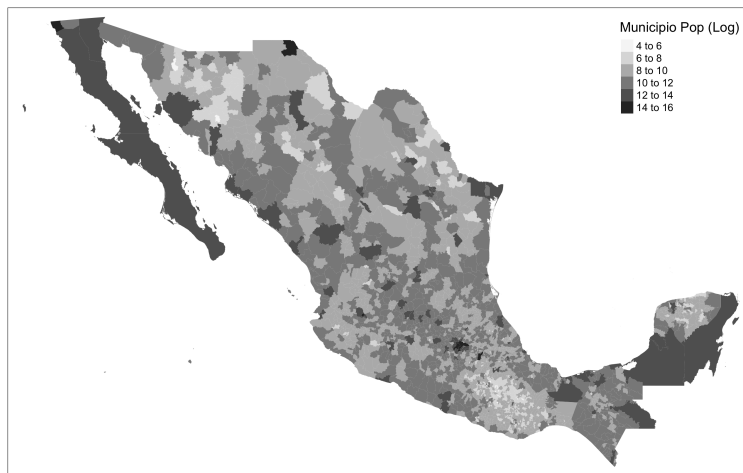 Municipio Pop (Log)
4 to 6
6 to 8
8 to 10
10 to 12
12 to 14
14 to 16